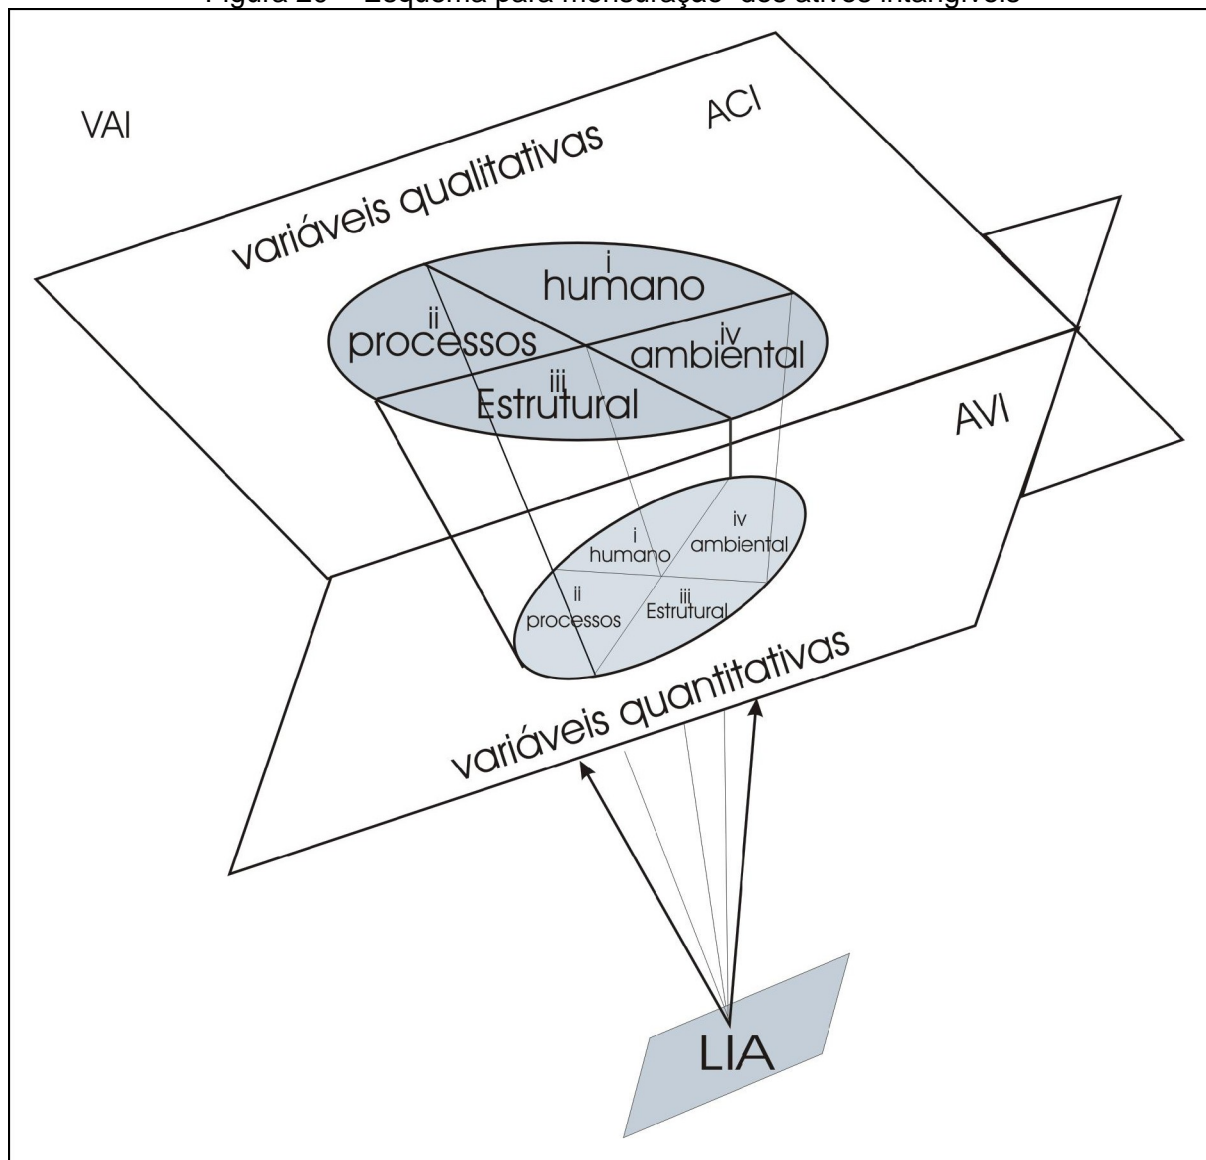 VAI
ACI
variáveis qualitativas
i
humano
ii
processos
iv
ambiental
iii
Estrutural
AVI
i
humano
iv
ambiental
ii
processos
iii
Estrutural
variáveis quantitativas
LIA